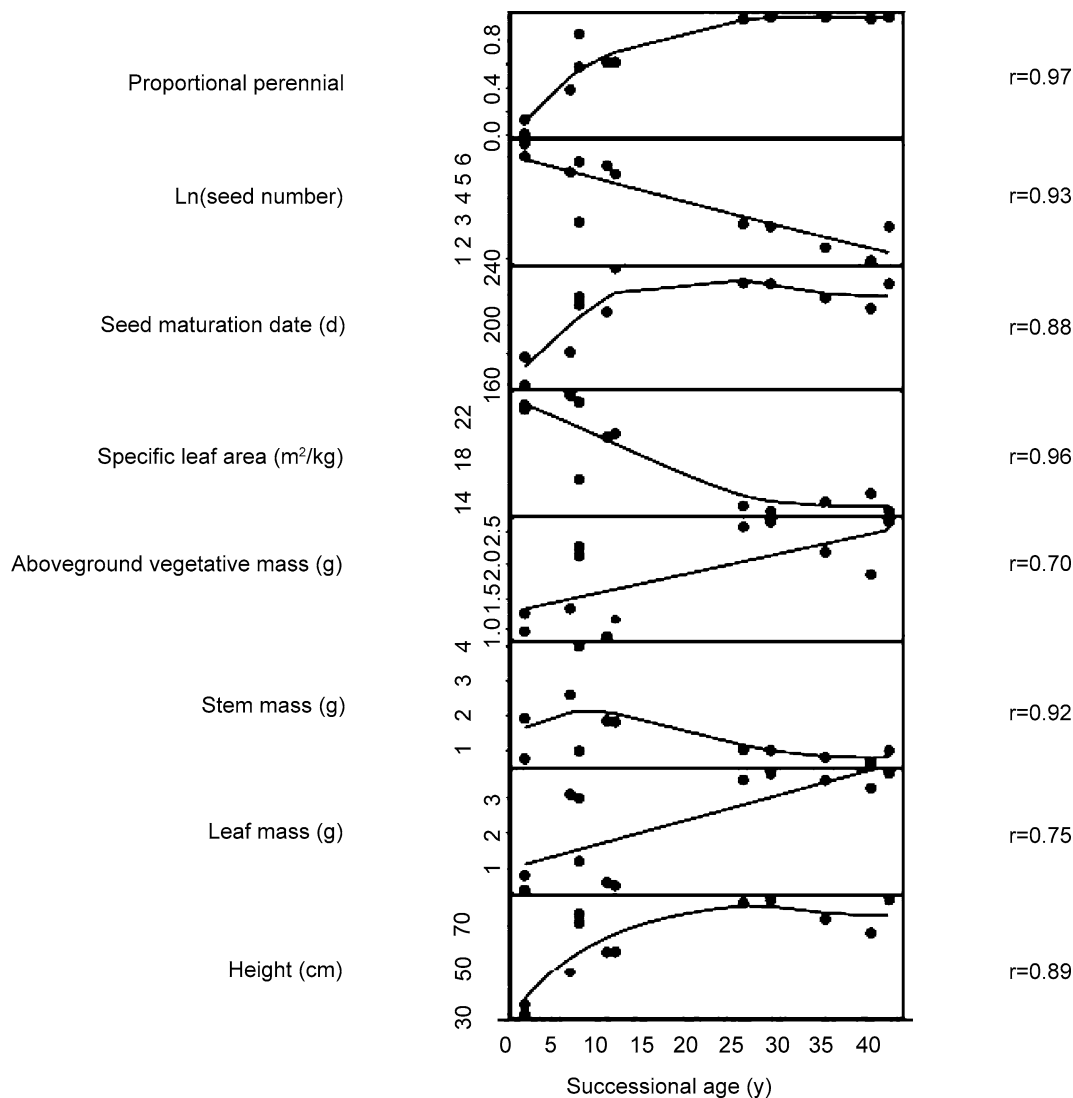 Proportional perennial 0.0 0.4 0.8 r=0.97
Ln(seed number) 1 2 3 4 5 6 r=0.93
Seed maturation date (d) 160 200 240 r=0.88
Specific leaf area (m²/kg) 14 18 22 r=0.96
Aboveground vegetative mass (g) 1.0 1.5 2.0 2.5 r=0.70
Stem mass (g) 1 2 3 4 r=0.92
Leaf mass (g) 1 2 3 r=0.75
Height (cm) 30 50 70 r=0.89
0 5 10 15 20 25 30 35 40
Successional age (y)